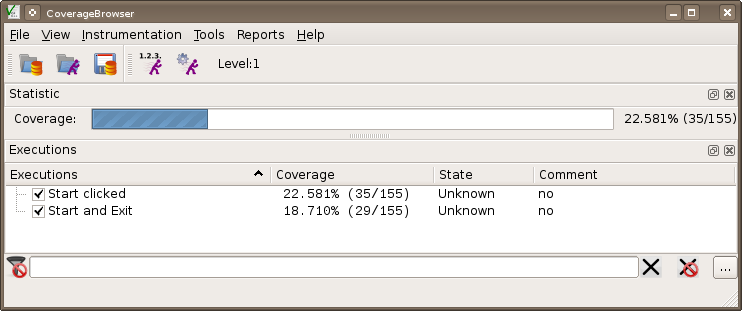 CoverageBrowser
File View Instrumentation Tools Reports Help
1.2.3. Level:1
Statistic
Coverage: 22.581% (35/155)
Executions
Executions Coverage State Comment
Start clicked 22.581% (35/155) Unknown no
Start and Exit 18.710% (29/155) Unknown no
...